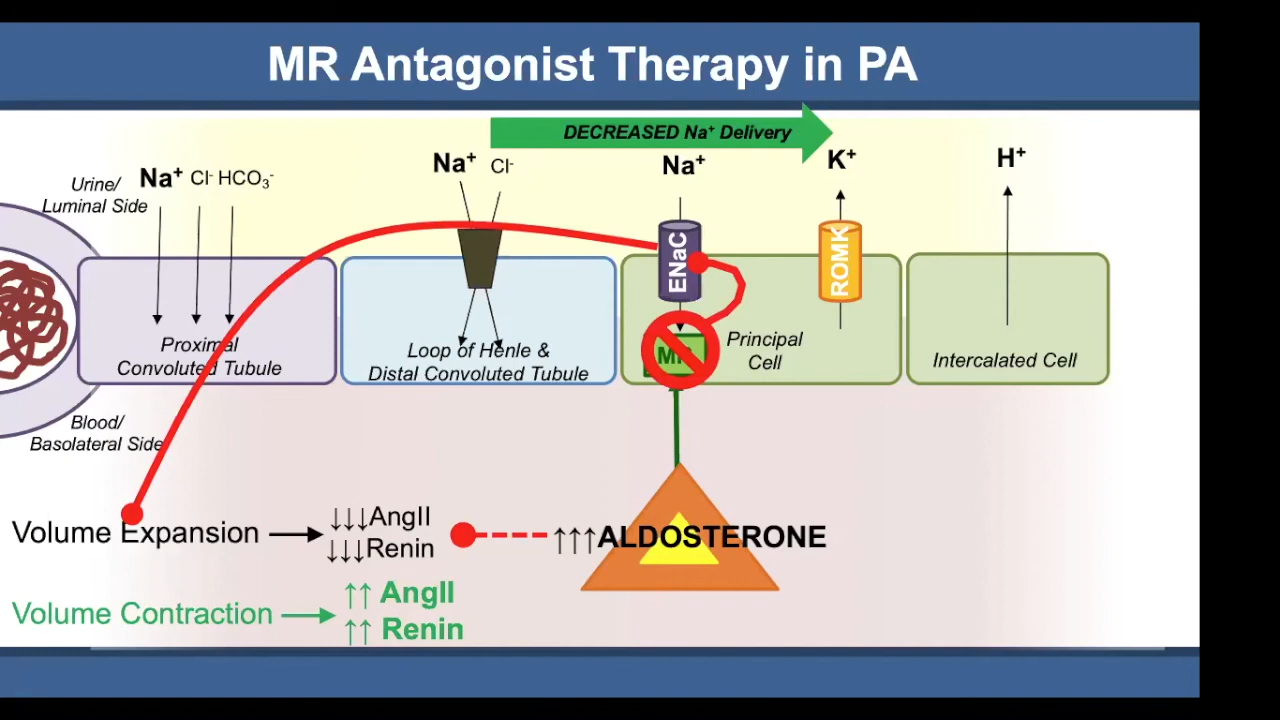 MR Antagonist Therapy in PA
DECREASED Na⁺ Delivery
Urine/
Luminal Side
Na⁺ Cl⁻ HCO₃⁻
Na⁺ Cl⁻
Na⁺
K⁺
H⁺
ENaC
ROMK
Proximal
Convoluted Tubule
Loop of Henle &
Distal Convoluted Tubule
MR
Principal
Cell
Intercalated Cell
Blood/
Basolateral Side
Volume Expansion
↓↓↓AngII
↓↓↓Renin
↑↑↑ALDOSTERONE
Volume Contraction
↑↑ AngII
↑↑ Renin